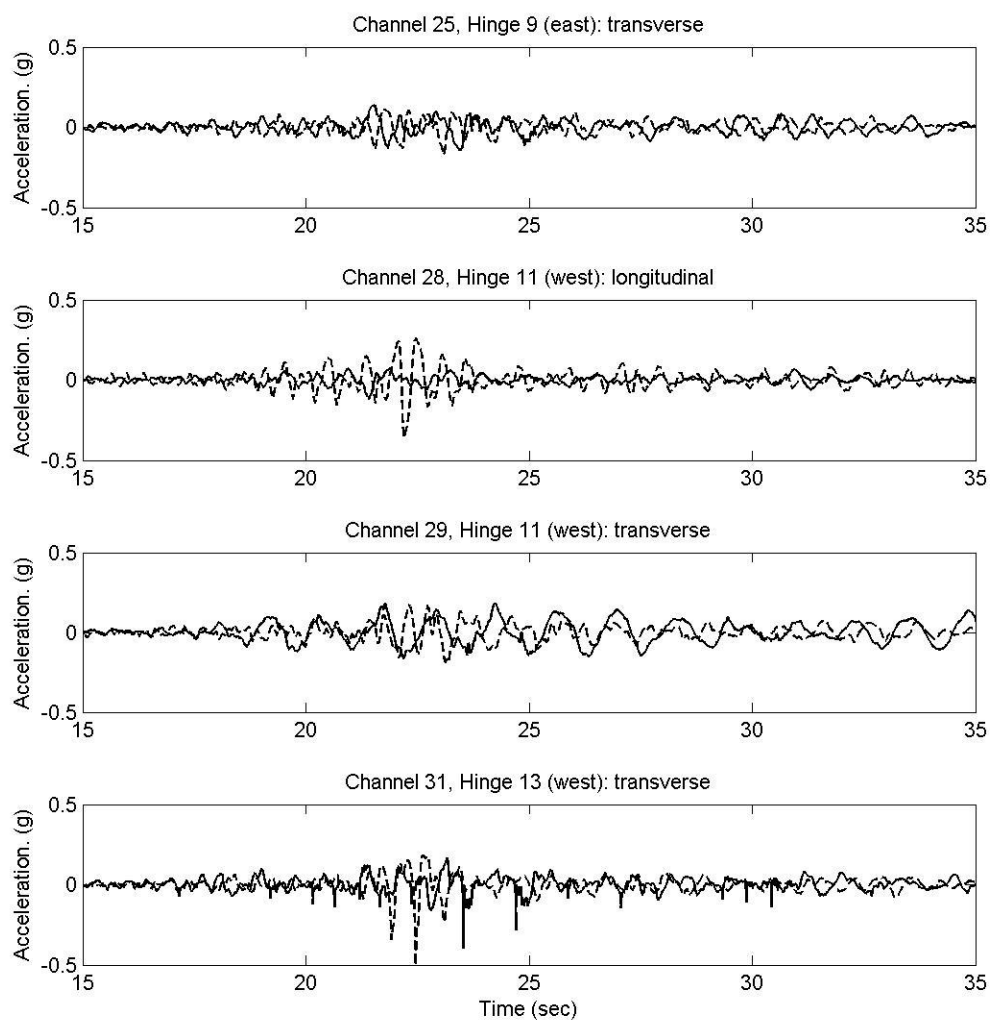 Channel 25, Hinge 9 (east): transverse
0.5
Acceleration. (g)
0
-0.5
15 20 25 30 35
Channel 28, Hinge 11 (west): longitudinal
0.5
Acceleration. (g)
0
-0.5
15 20 25 30 35
Channel 29, Hinge 11 (west): transverse
0.5
Acceleration. (g)
0
-0.5
15 20 25 30 35
Channel 31, Hinge 13 (west): transverse
0.5
Acceleration. (g)
0
-0.5
15 20 25 30 35
Time (sec)